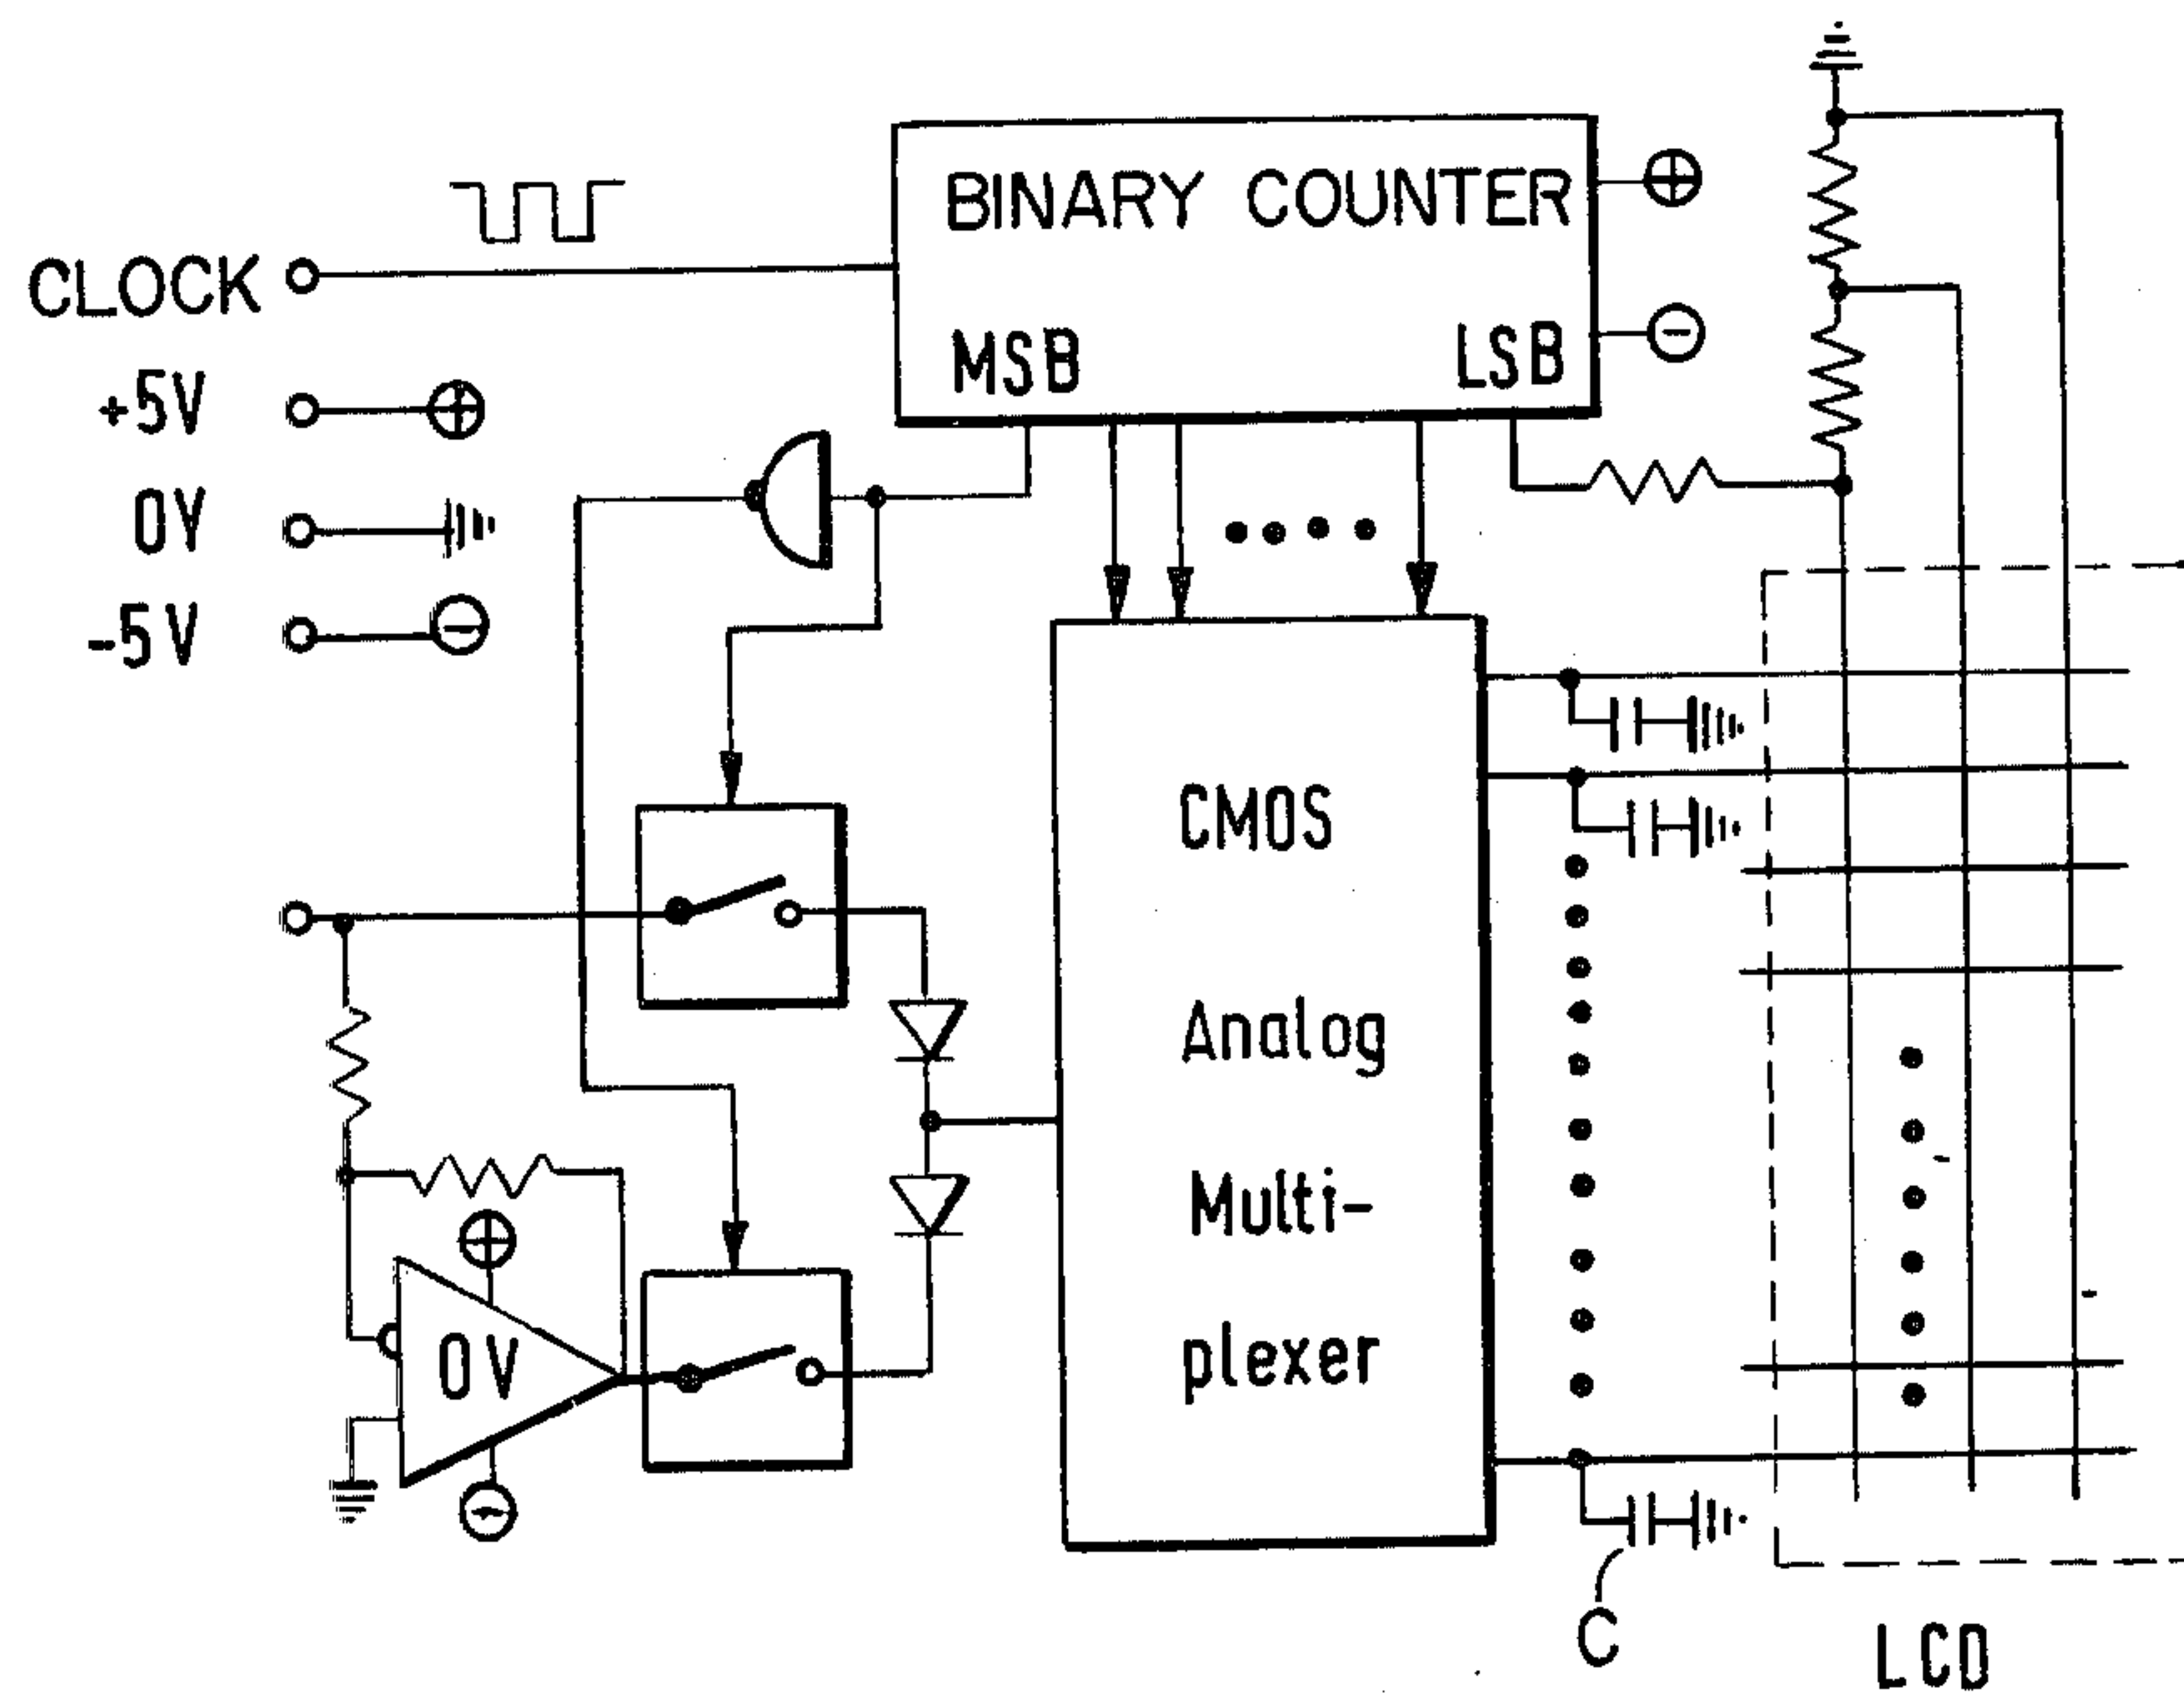 BINARY COUNTER
CLOCK
MSB
LSB
+5V
0V
-5V
CMOS
Analog
Multi-
plexer
0V
C
LCD